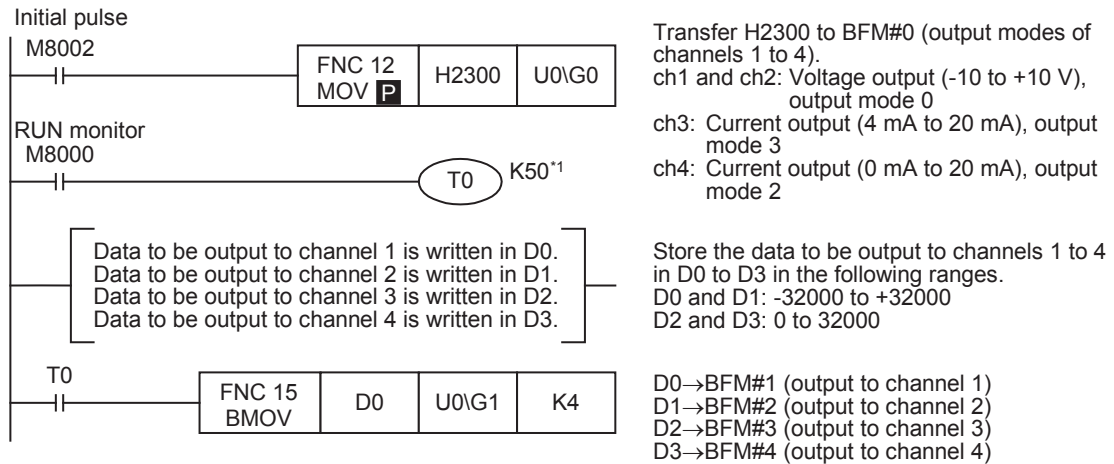 Initial pulse
M8002
FNC 12
MOV P
H2300
U0\G0
Transfer H2300 to BFM#0 (output modes of
channels 1 to 4).
ch1 and ch2: Voltage output (-10 to +10 V),
output mode 0
ch3: Current output (4 mA to 20 mA), output
mode 3
ch4: Current output (0 mA to 20 mA), output
mode 2
RUN monitor
M8000
T0
K50*1
Data to be output to channel 1 is written in D0.
Data to be output to channel 2 is written in D1.
Data to be output to channel 3 is written in D2.
Data to be output to channel 4 is written in D3.
Store the data to be output to channels 1 to 4
in D0 to D3 in the following ranges.
D0 and D1: -32000 to +32000
D2 and D3: 0 to 32000
T0
FNC 15
BMOV
D0
U0\G1
K4
D0→BFM#1 (output to channel 1)
D1→BFM#2 (output to channel 2)
D2→BFM#3 (output to channel 3)
D3→BFM#4 (output to channel 4)